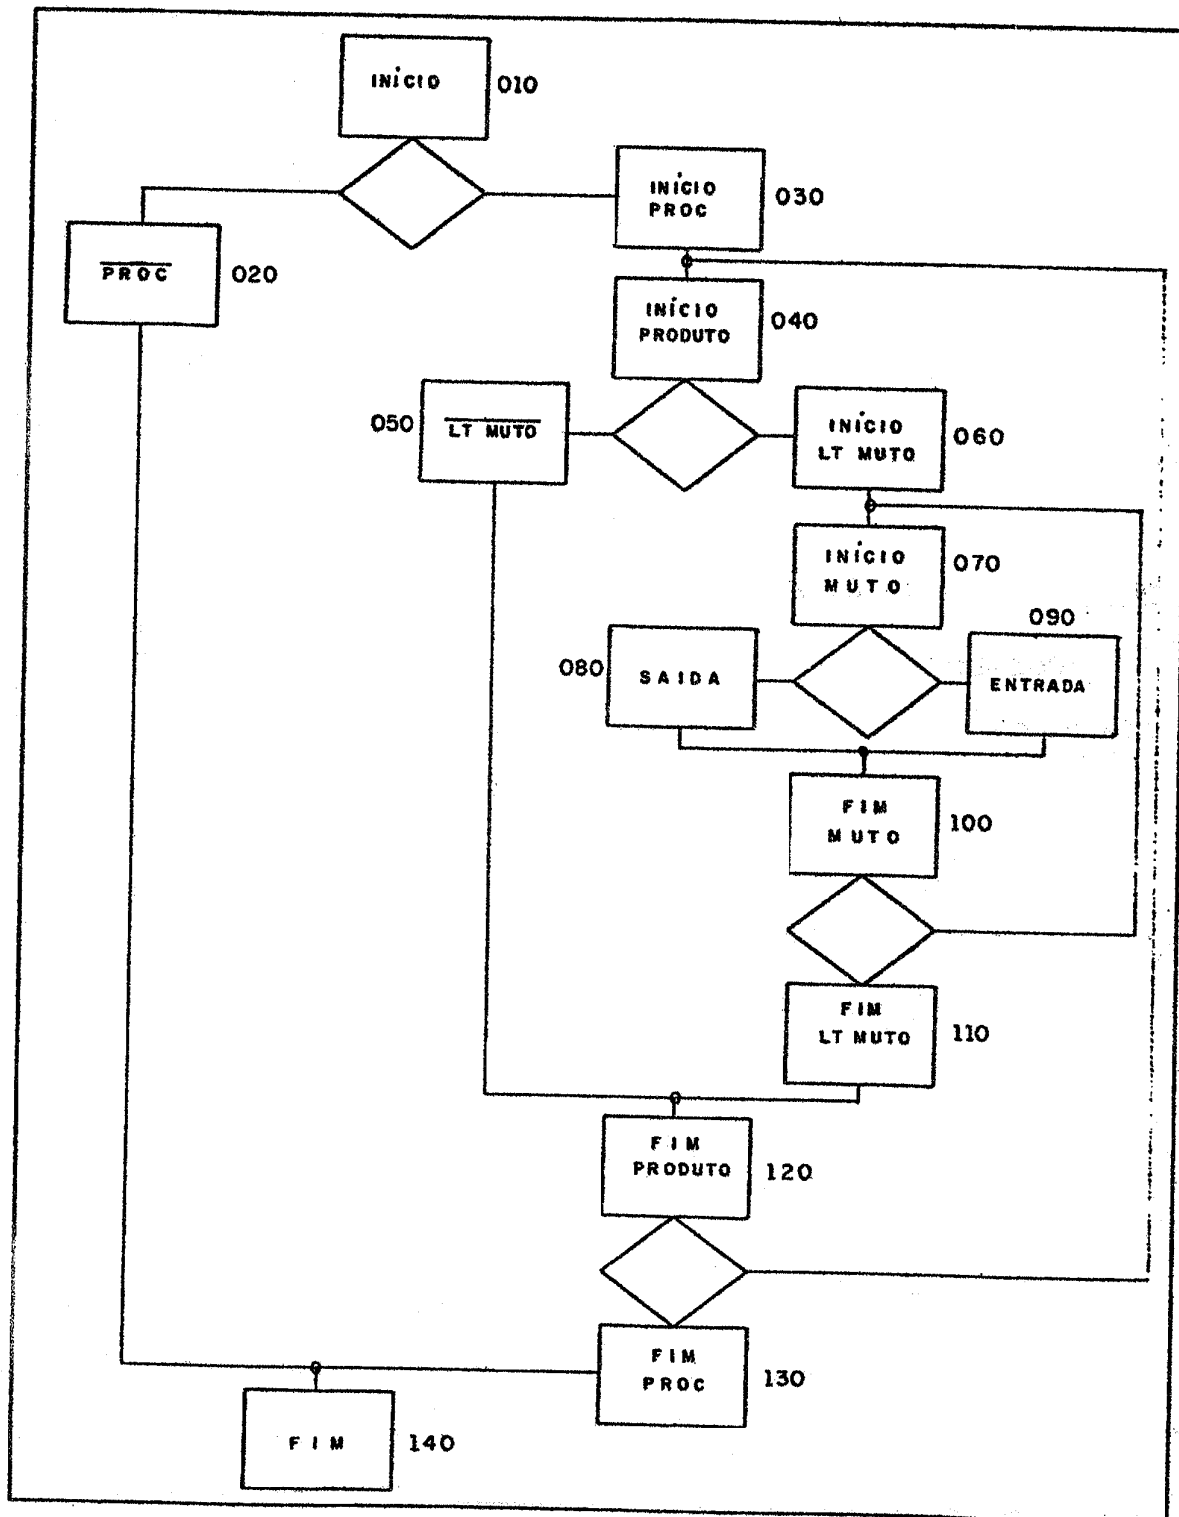 INÍCIO
010
INÍCIO
PROC
030
PROC
020
INÍCIO
PRODUTO
040
050
LT MUTO
INÍCIO
LT MUTO
060
INÍCIO
MUTO
070
090
080
SAIDA
ENTRADA
FIM
MUTO
100
FIM
LT MUTO
110
FIM
PRODUTO
120
FIM
PROC
130
FIM
140